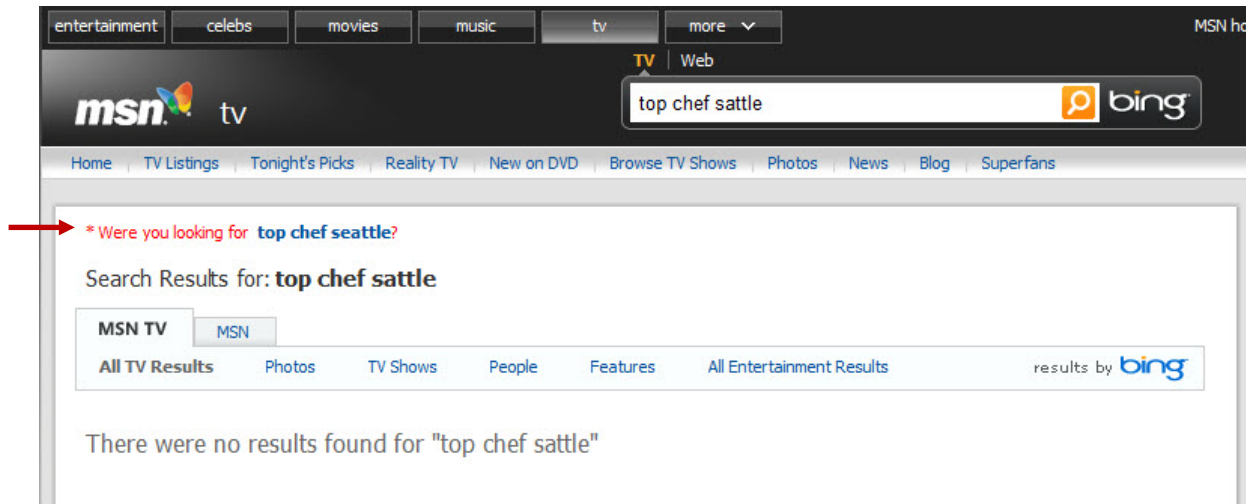 entertainment celebs movies music tv more MSN ho
TV Web
msn tv top chef sattle bing
Home TV Listings Tonight's Picks Reality TV New on DVD Browse TV Shows Photos News Blog Superfans
* Were you looking for top chef seattle?
Search Results for: top chef sattle
MSN TV MSN
All TV Results Photos TV Shows People Features All Entertainment Results results by bing
There were no results found for "top chef sattle"